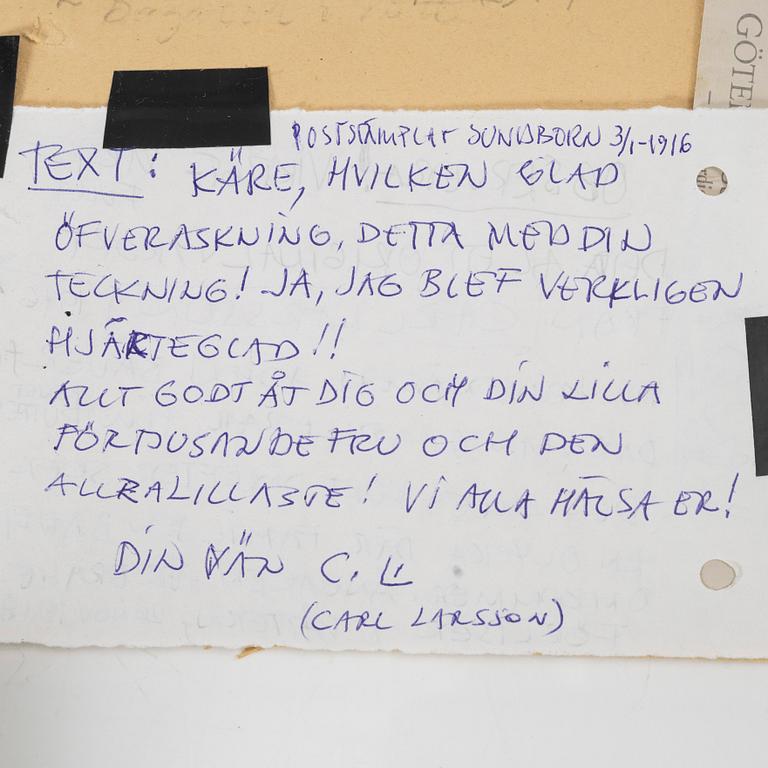 GÖTE
POSTSTÄMPLAT SUNDBORN 3/1-1916
TEXT: KÄRE, HVILKEN GLAD
ÖFVERASKNING, DETTA MED DIN
TECKNING! JA, JAG BLEF VERKLIGEN
HJÄRTEGLAD!!
ALLT GODT ÅT DIG OCH DIN LILLA
FÖRTJUSANDE FRU OCH DEN
ALLRALILLASTE! VI ALLA HÄLSA ER!
DIN VÄN C. L.
(CARL LARSSON)